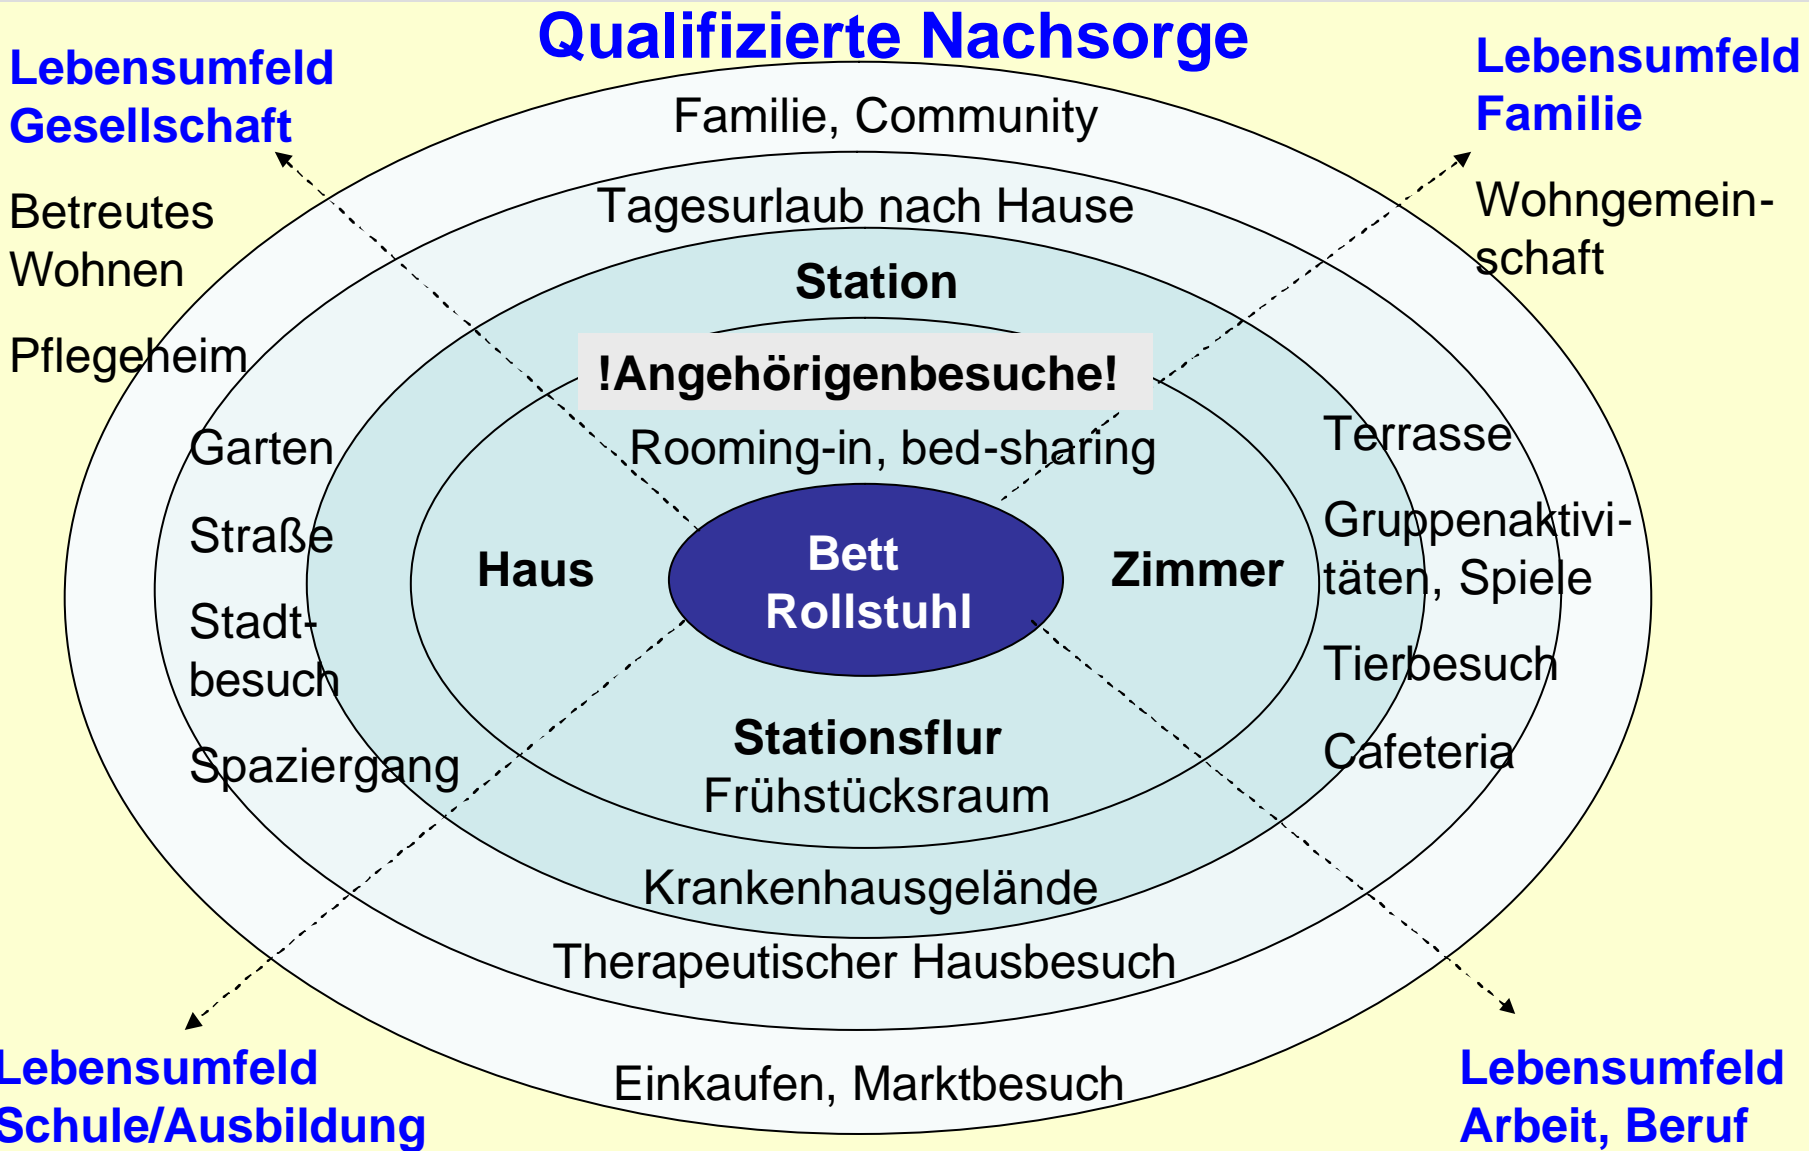 Qualifizierte Nachsorge
Lebensumfeld
Gesellschaft
Lebensumfeld
Familie
Familie, Community
Betreutes
Wohnen
Tagesurlaub nach Hause
Wohngemein-
schaft
Station
Pflegeheim
!Angehörigenbesuche!
Rooming-in, bed-sharing
Garten
Straße
Stadt-
besuch
Spaziergang
Haus
Bett
Rollstuhl
Zimmer
Terrasse
Gruppenaktivi-
täten, Spiele
Tierbesuch
Cafeteria
Stationsflur
Frühstücksraum
Krankenhausgelände
Therapeutischer Hausbesuch
Einkaufen, Marktbesuch
Lebensumfeld
Schule/Ausbildung
Lebensumfeld
Arbeit, Beruf